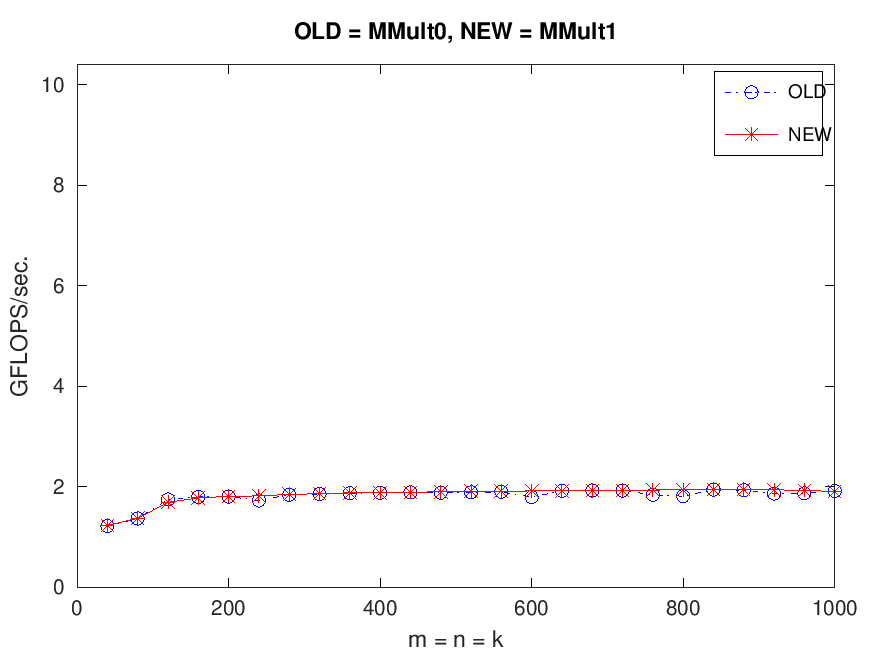 OLD = MMult0, NEW = MMult1
10
8
6
4
2
0
GFLOPS/sec.
OLD
NEW
0 200 400 600 800 1000
m = n = k